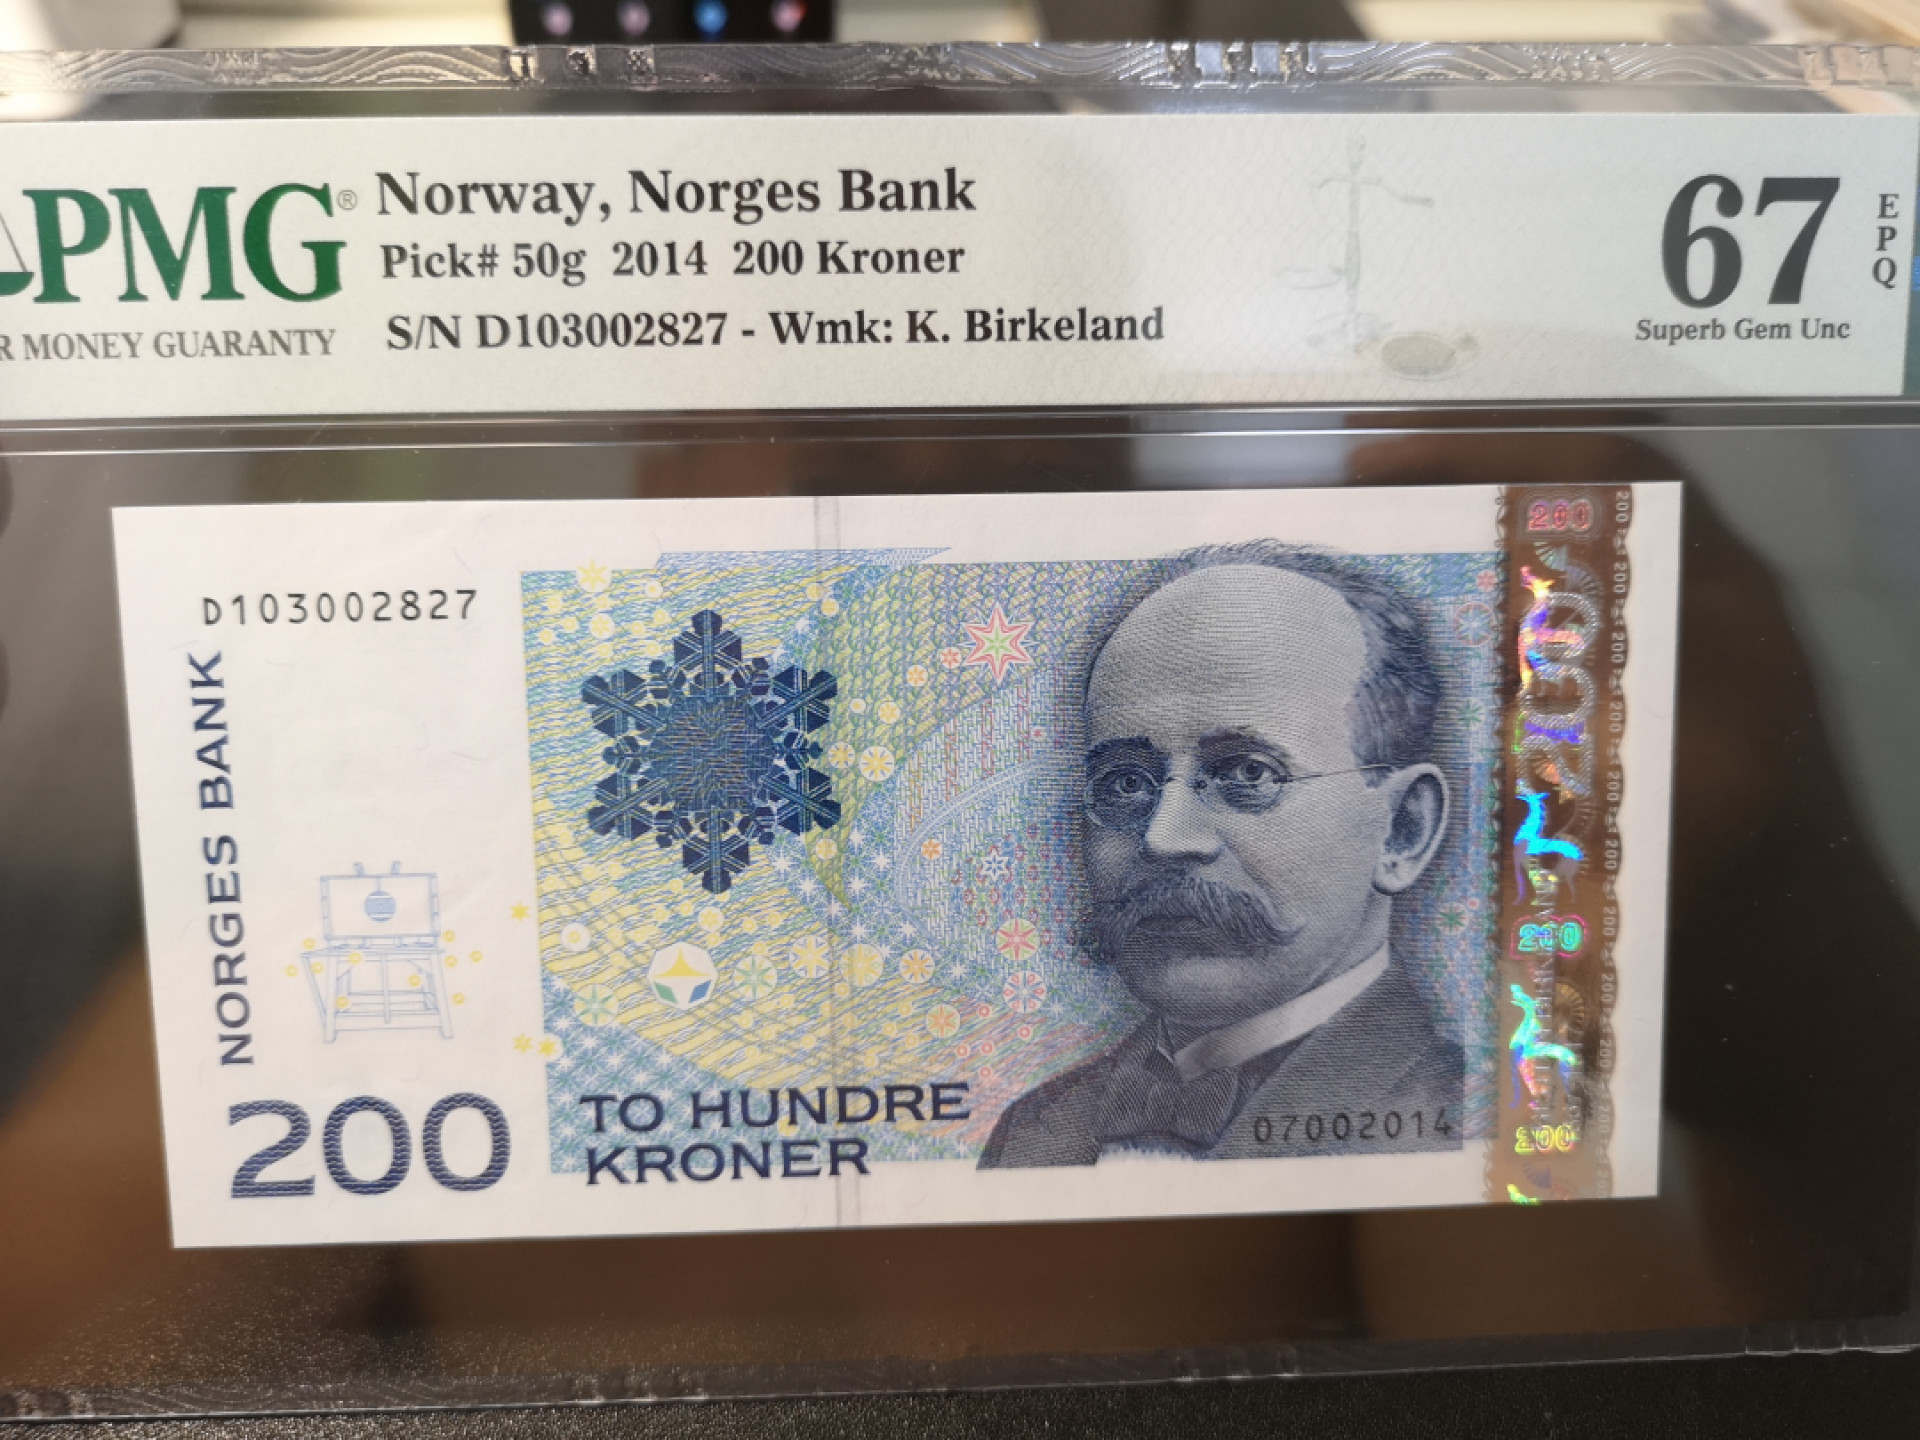 PMG®
R MONEY GUARANTY
Norway, Norges Bank
Pick# 50g 2014 200 Kroner
S/N D103002827 - Wmk: K. Birkeland
67
EPQ
Superb Gem Unc
D103002827
NORGES BANK
200
TO HUNDRE
KRONER
07002014
200
200
200